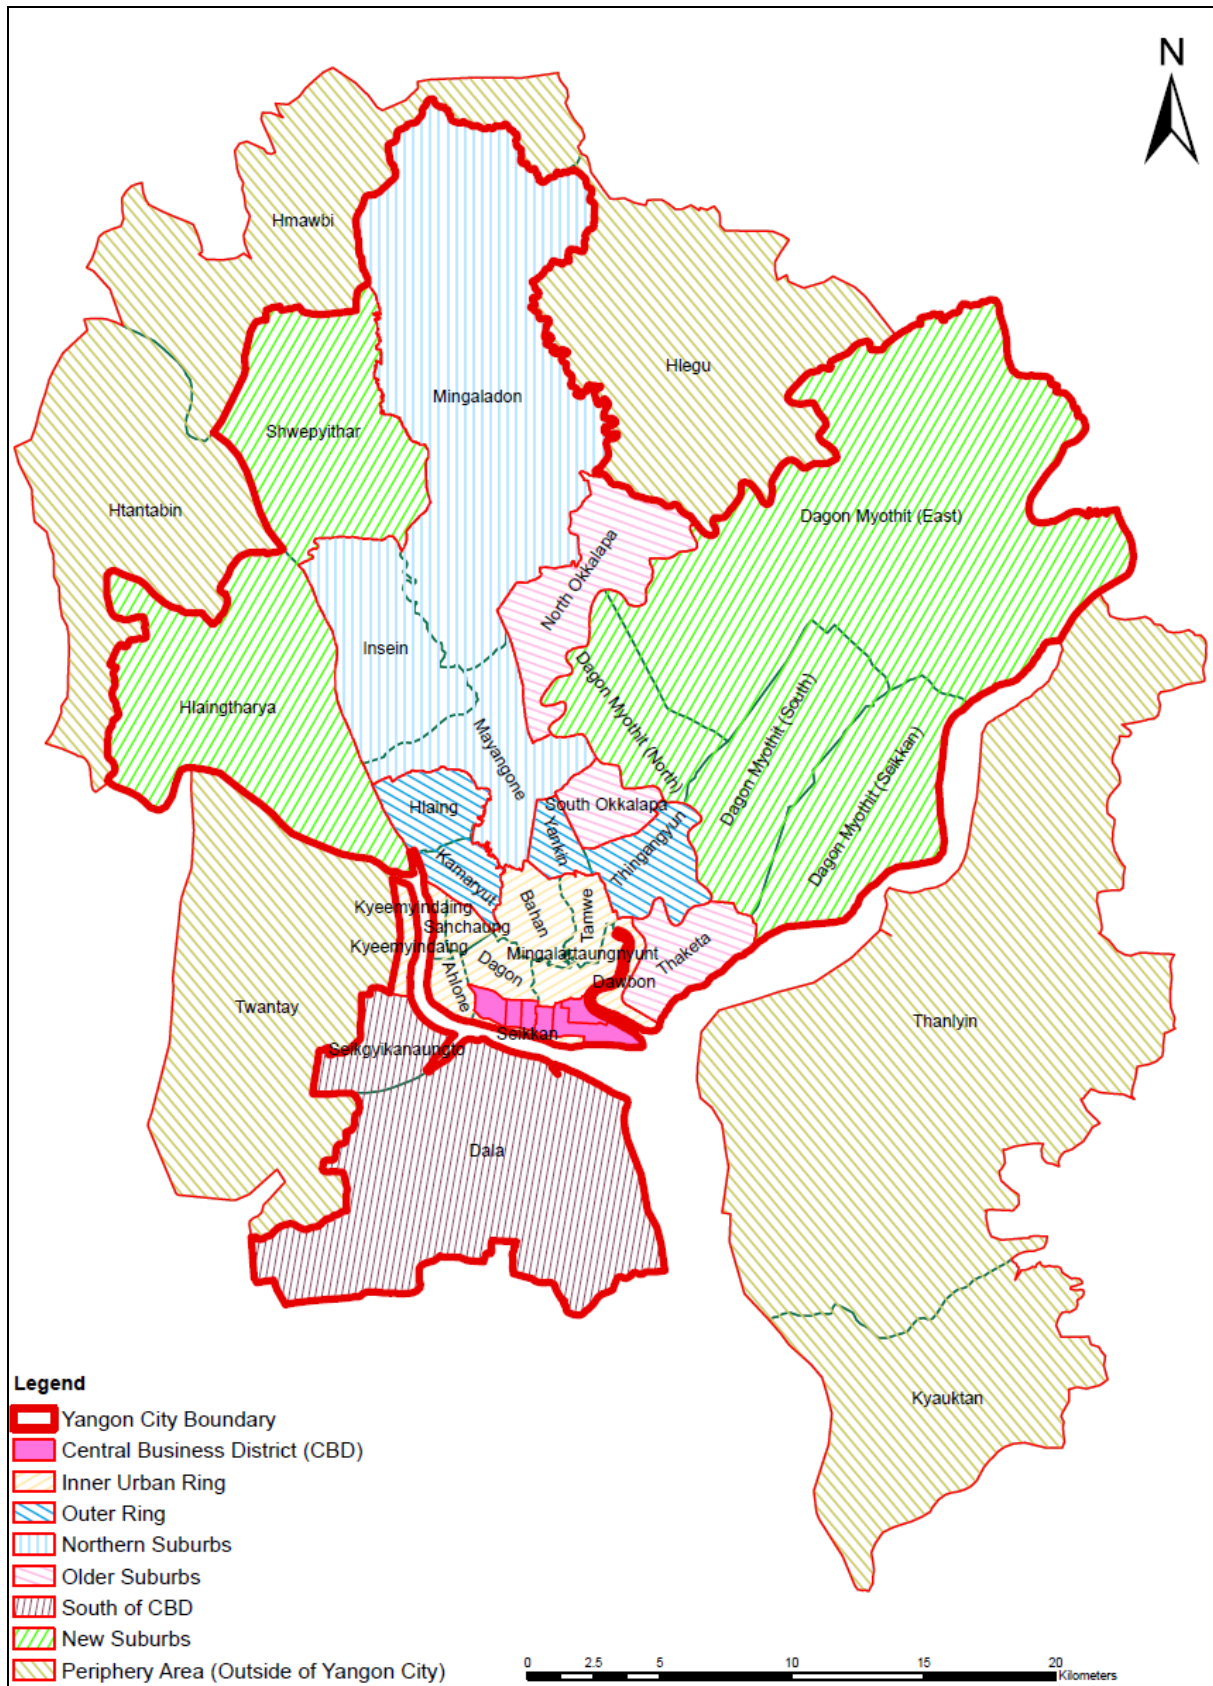 N
Hmawbi
Hlegu
Mingaladon
Shwepyithar
Htantabin
Dagon Myothit (East)
North Okkalapa
Insein
Hlaingtharya
Dagon Myothit (North)
Dagon Myothit (South)
Dagon Myothit (Seikkan)
Mayangone
Hlaing
South Okkalapa
Yankin
Thingangyun
Kamaryut
Kyeemyindaing
Sanchaung
Bahan
Tamwe
Kyeemyindaing
Mingalartaungnyunt
Thaketa
Dagon
Ahlone
Dawbon
Twantay
Seikkan
Thanlyin
Seikgyikanaungto
Dala
Kyauktan
Legend
Yangon City Boundary
Central Business District (CBD)
Inner Urban Ring
Outer Ring
Northern Suburbs
Older Suburbs
South of CBD
New Suburbs
Periphery Area (Outside of Yangon City)
0 2.5 5 10 15 20
Kilometers